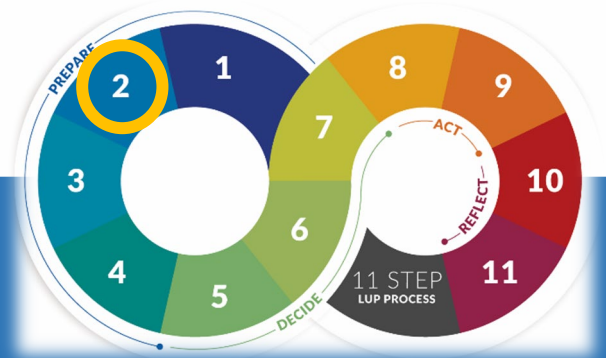 PREPARE
1
2
3
4
5
6
7
8
9
10
11
DECIDE
ACT
REFLECT
11 STEP
LUP PROCESS